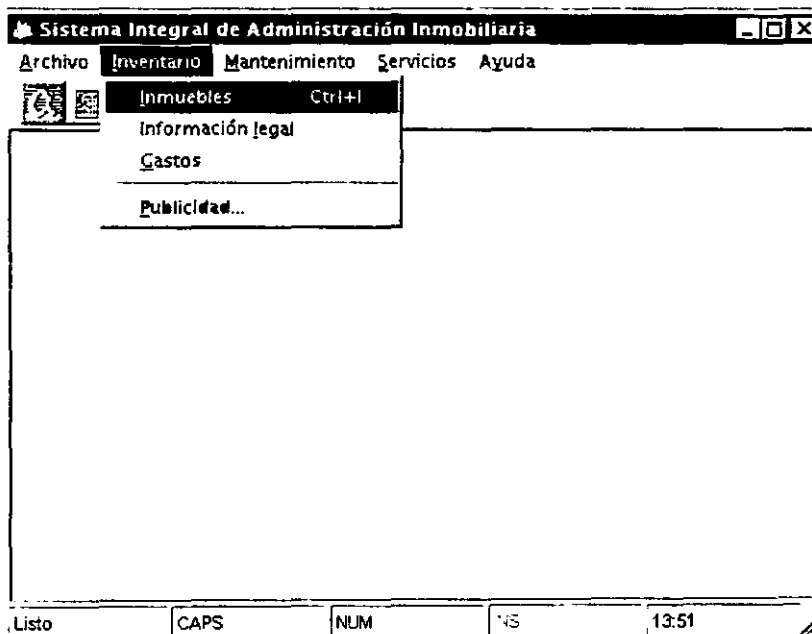 Sistema Integral de Administración Inmobiliaria
Archivo Inventario Mantenimiento Servicios Ayuda
Inmuebles Ctrl+I
Información legal
Gastos
Publicidad...
Listo CAPS NUM INS 13:51